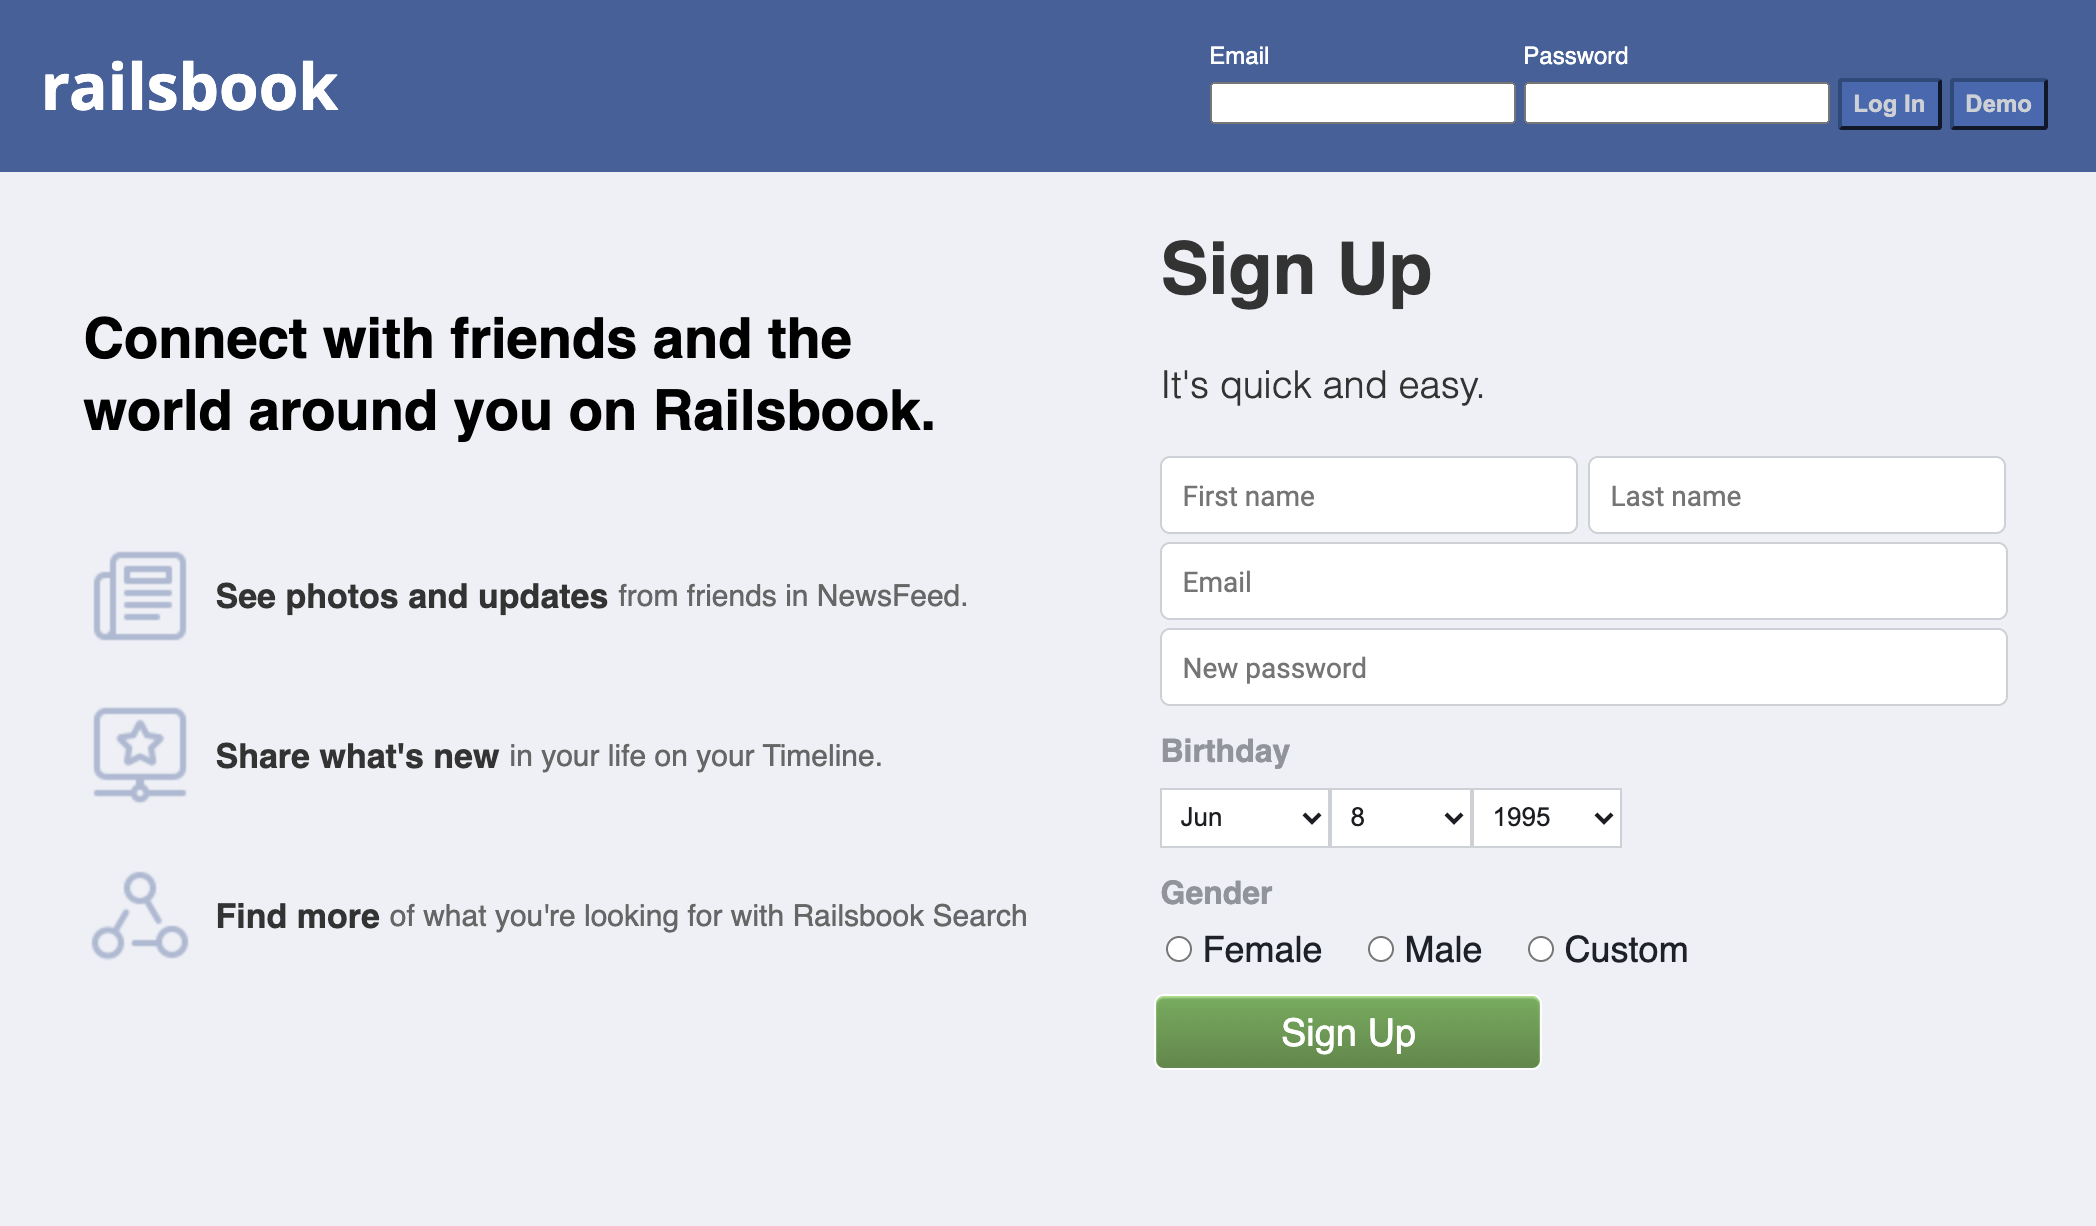 railsbook
Email Password
Log In Demo
Connect with friends and the
world around you on Railsbook.
See photos and updates from friends in NewsFeed.
Share what's new in your life on your Timeline.
Find more of what you're looking for with Railsbook Search
Sign Up
It's quick and easy.
First name Last name
Email
New password
Birthday
Jun 8 1995
Gender
Female Male Custom
Sign Up